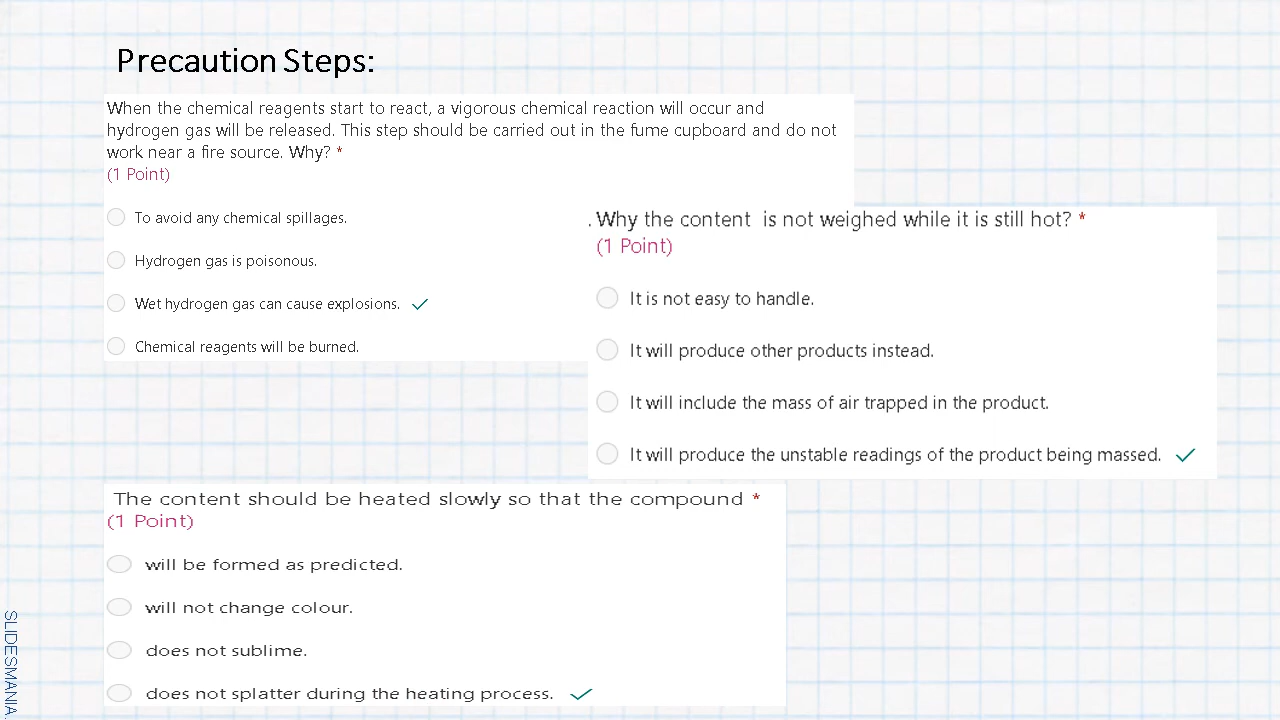 Precaution Steps:
When the chemical reagents start to react, a vigorous chemical reaction will occur and
hydrogen gas will be released. This step should be carried out in the fume cupboard and do not
work near a fire source. Why? *
(1 Point)
To avoid any chemical spillages.
Hydrogen gas is poisonous.
Wet hydrogen gas can cause explosions.
Chemical reagents will be burned.
. Why the content is not weighed while it is still hot? *
(1 Point)
It is not easy to handle.
It will produce other products instead.
It will include the mass of air trapped in the product.
It will produce the unstable readings of the product being massed.
The content should be heated slowly so that the compound *
(1 Point)
will be formed as predicted.
will not change colour.
does not sublime.
does not splatter during the heating process.
SLIDESMANIA